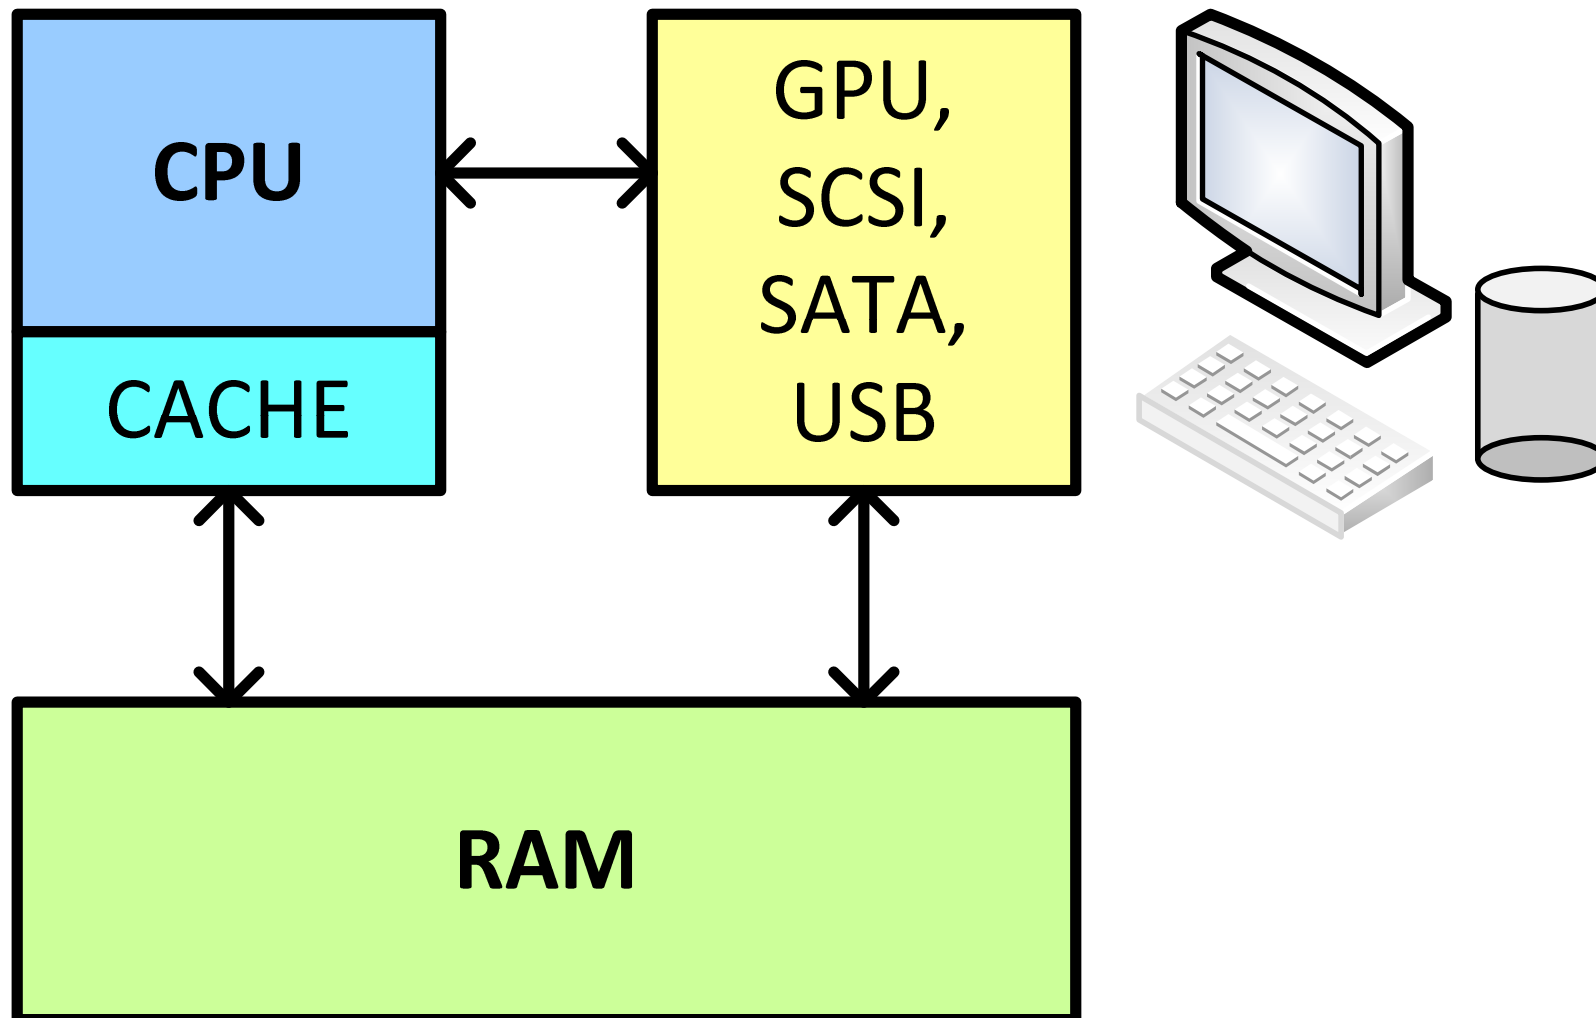 CPU
CACHE
GPU,
SCSI,
SATA,
USB
RAM